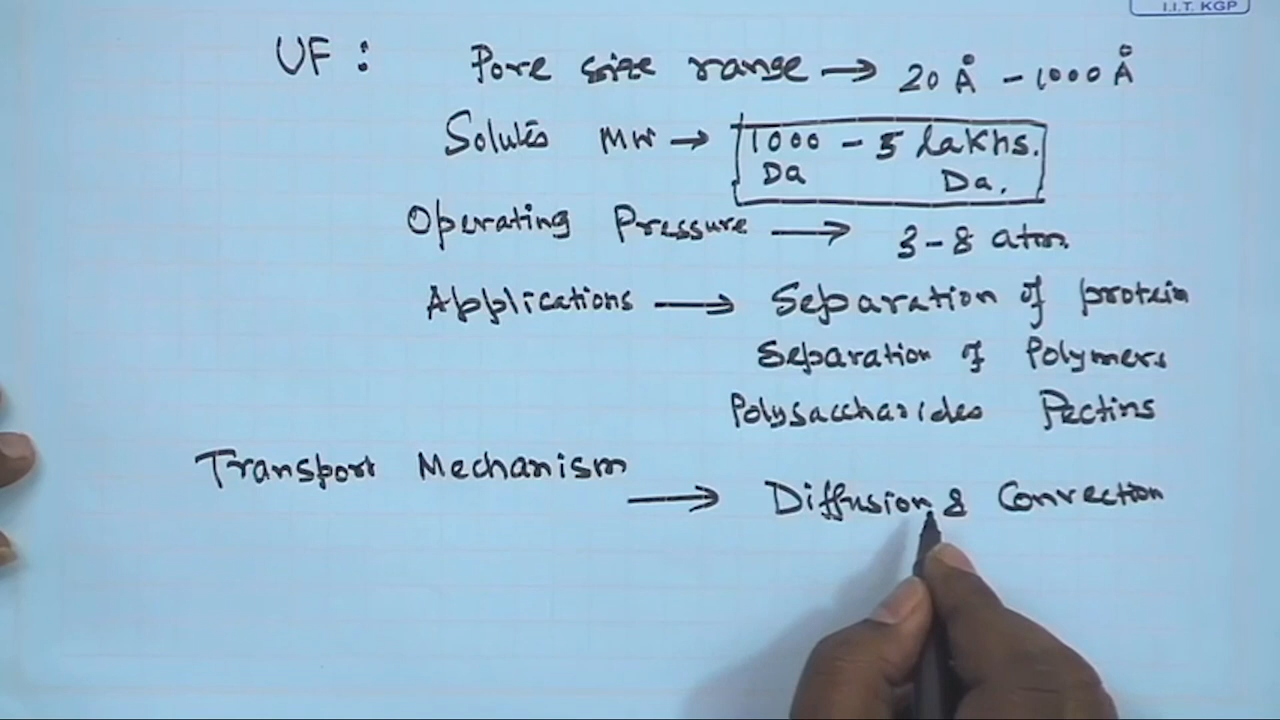 I.I.T. KGP
UF : Pore size range → 20 Å - 1000 Å
Solutes MW → 1000 - 5 lakhs.
Da Da.
Operating Pressure → 3-8 atm.
Applications → Separation of protein
Separation of Polymers
Polysaccharides Pectins
Transport Mechanism
→ Diffusion & Convection